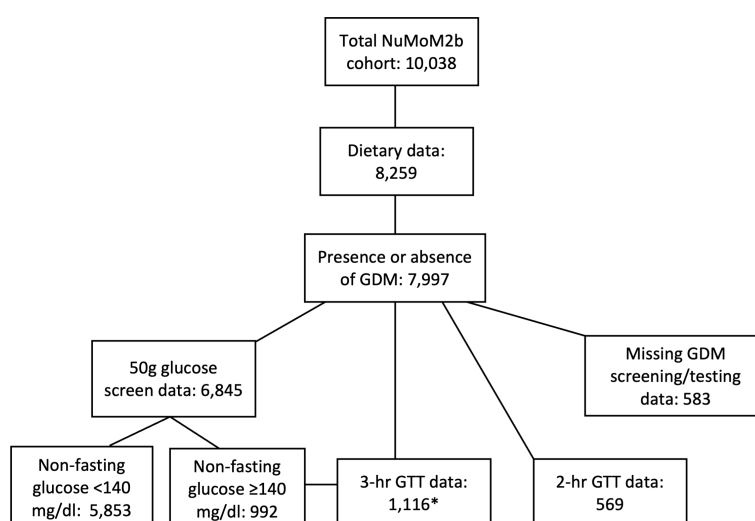 Total NuMoM2b
cohort: 10,038
Dietary data:
8,259
Presence or absence
of GDM: 7,997
50g glucose
screen data: 6,845
Missing GDM
screening/testing
data: 583
Non-fasting
glucose <140
mg/dl: 5,853
Non-fasting
glucose ≥140
mg/dl: 992
3-hr GTT data:
1,116*
2-hr GTT data:
569